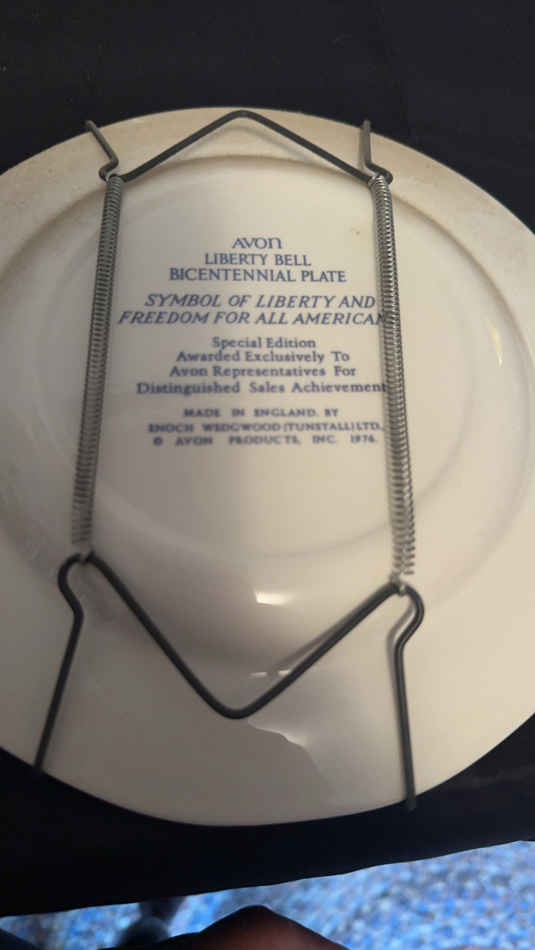 AVON
LIBERTY BELL
BICENTENNIAL PLATE
SYMBOL OF LIBERTY AND
FREEDOM FOR ALL AMERICAN
Special Edition
Awarded Exclusively To
Avon Representatives For
Distinguished Sales Achievement
MADE IN ENGLAND. BY
ENOCH WEDGWOOD (TUNSTALL) LTD.
© AVON PRODUCTS, INC. 1976.